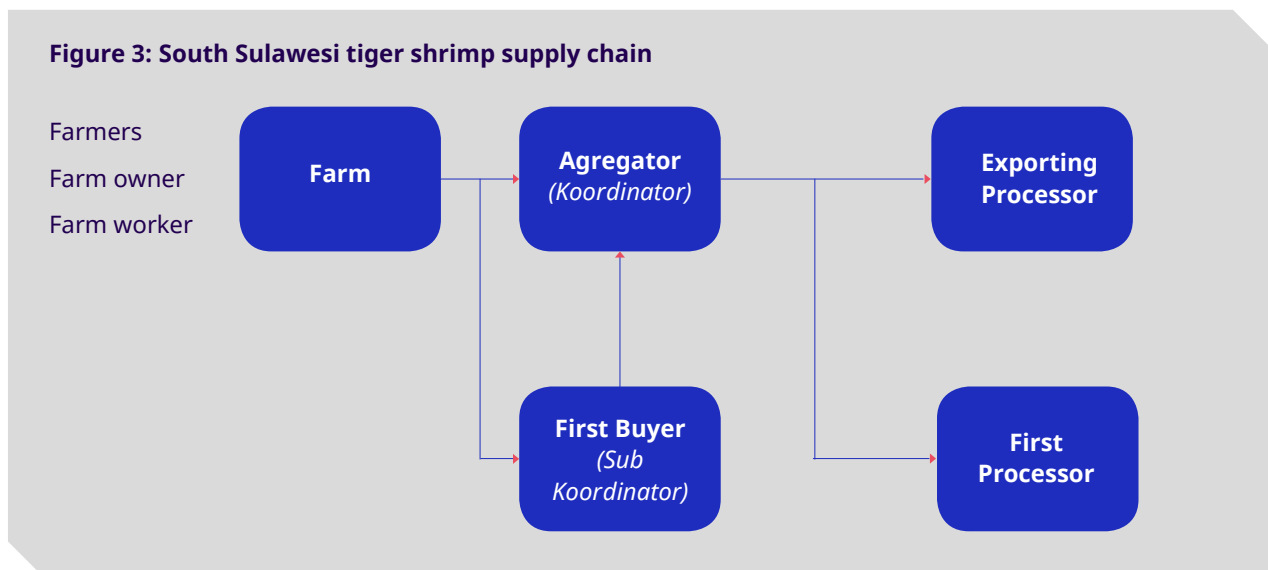 Figure 3: South Sulawesi tiger shrimp supply chain
Farmers
Farm owner
Farm worker
Farm
Agregator
(Koordinator)
Exporting
Processor
First Buyer
(Sub
Koordinator)
First
Processor